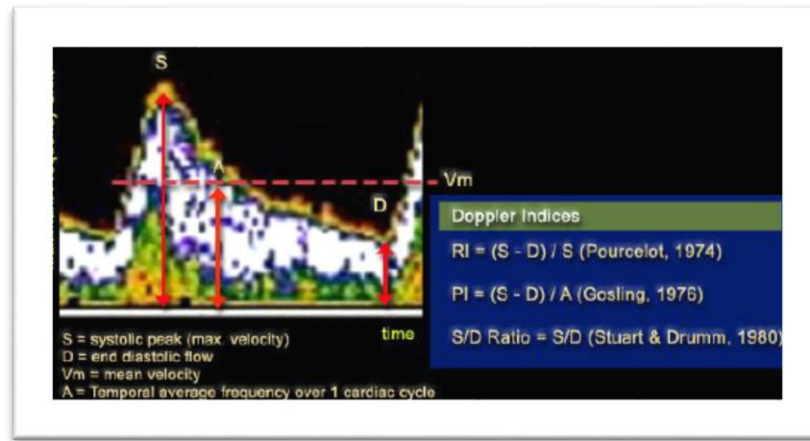 S
A
Vm
D
Doppler Indices
RI = (S - D) / S (Pourcelot, 1974)
PI = (S - D) / A (Gosling, 1976)
S/D Ratio = S/D (Stuart & Drumm, 1980)
time
S = systolic peak (max. velocity)
D = end diastolic flow
Vm = mean velocity
A = Temporal average frequency over 1 cardiac cycle